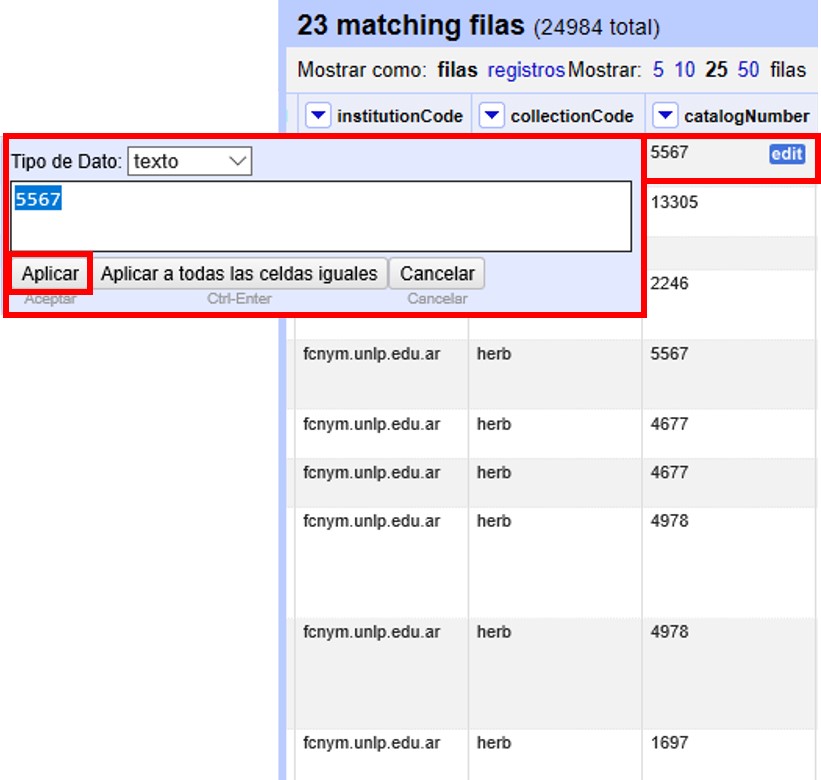 23 matching filas (24984 total)
Mostrar como: filas registros Mostrar: 5 10 25 50 filas
institutionCode collectionCode catalogNumber
Tipo de Dato: texto
5567
Aplicar Aplicar a todas las celdas iguales Cancelar
Aceptar Ctrl-Enter Cancelar
5567 edit
13305
2246
fcnym.unlp.edu.ar herb 5567
fcnym.unlp.edu.ar herb 4677
fcnym.unlp.edu.ar herb 4677
fcnym.unlp.edu.ar herb 4978
fcnym.unlp.edu.ar herb 4978
fcnym.unlp.edu.ar herb 1697